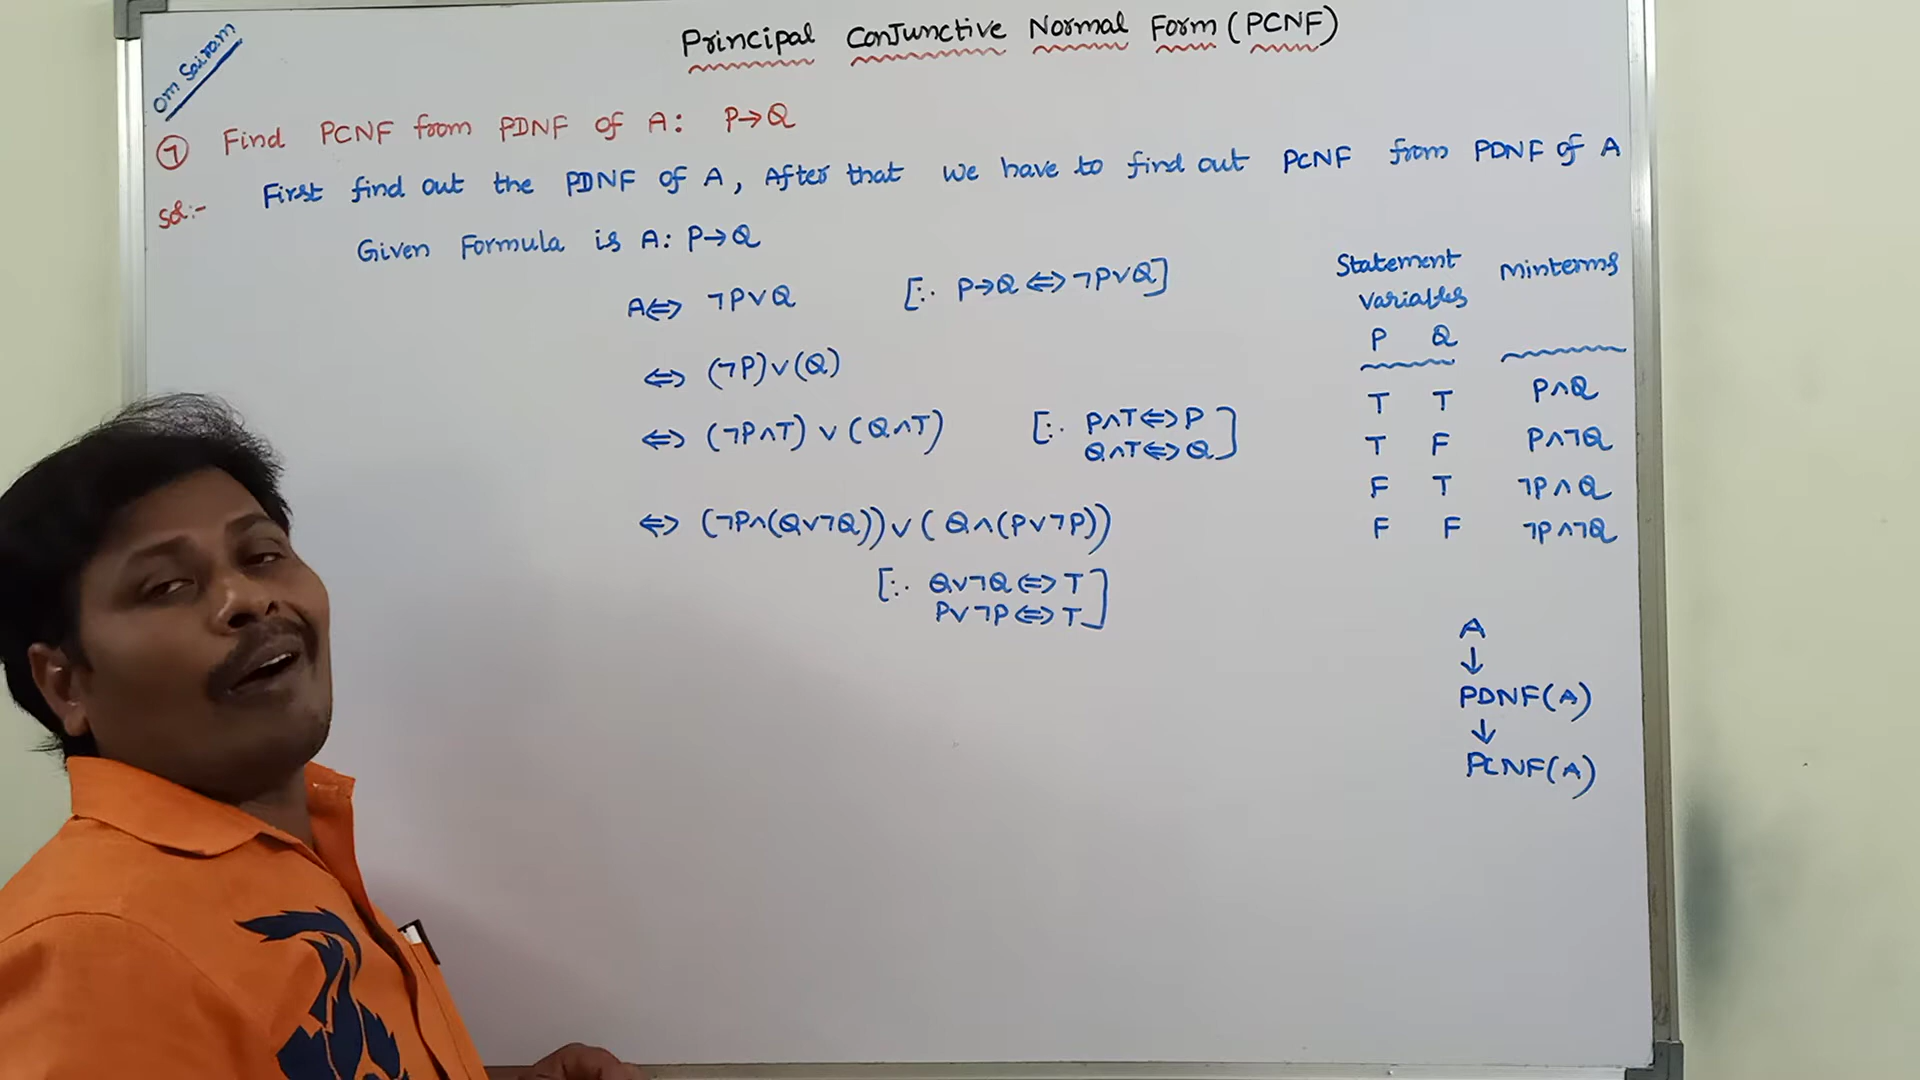 Om Sairam
Principal Conjunctive Normal Form (PCNF)
⑦ Find PCNF from PDNF of A: P→Q
Sol:- First find out the PDNF of A, After that we have to find out PCNF from PDNF of A
Given Formula is A: P→Q
A⇔ ¬P∨Q [∵ P→Q ⇔ ¬P∨Q]
⇔ (¬P)∨(Q)
⇔ (¬P∧T) ∨ (Q∧T) [∵ P∧T⇔P
Q∧T⇔Q]
⇔ (¬P∧(Q∨¬Q))∨(Q∧(P∨¬P))
[∵ Q∨¬Q⇔T
P∨¬P⇔T]
Statement Minterms
Variables
P Q
T T P∧Q
T F P∧¬Q
F T ¬P∧Q
F F ¬P∧¬Q
A
↓
PDNF(A)
↓
PCNF(A)